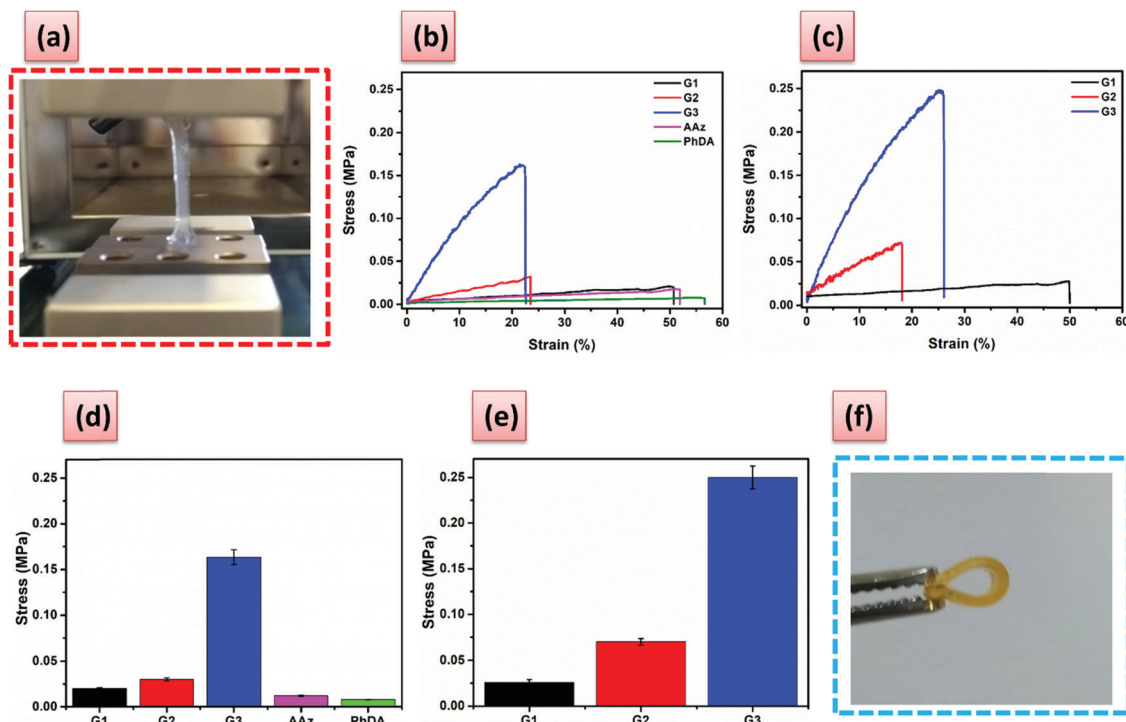 (a)
(b)
(c)
0.25
0.20
0.15
0.10
0.05
0.00
Stress (MPa)
0 10 20 30 40 50 60
Strain (%)
G1
G2
G3
AAz
PhDA
0.25
0.20
0.15
0.10
0.05
0.00
Stress (MPa)
0 10 20 30 40 50 60
Strain (%)
G1
G2
G3
(d)
(e)
(f)
0.25
0.20
0.15
0.10
0.05
0.00
Stress (MPa)
G1 G2 G3 AAz PhDA
0.25
0.20
0.15
0.10
0.05
0.00
Stress (MPa)
G1 G2 G3